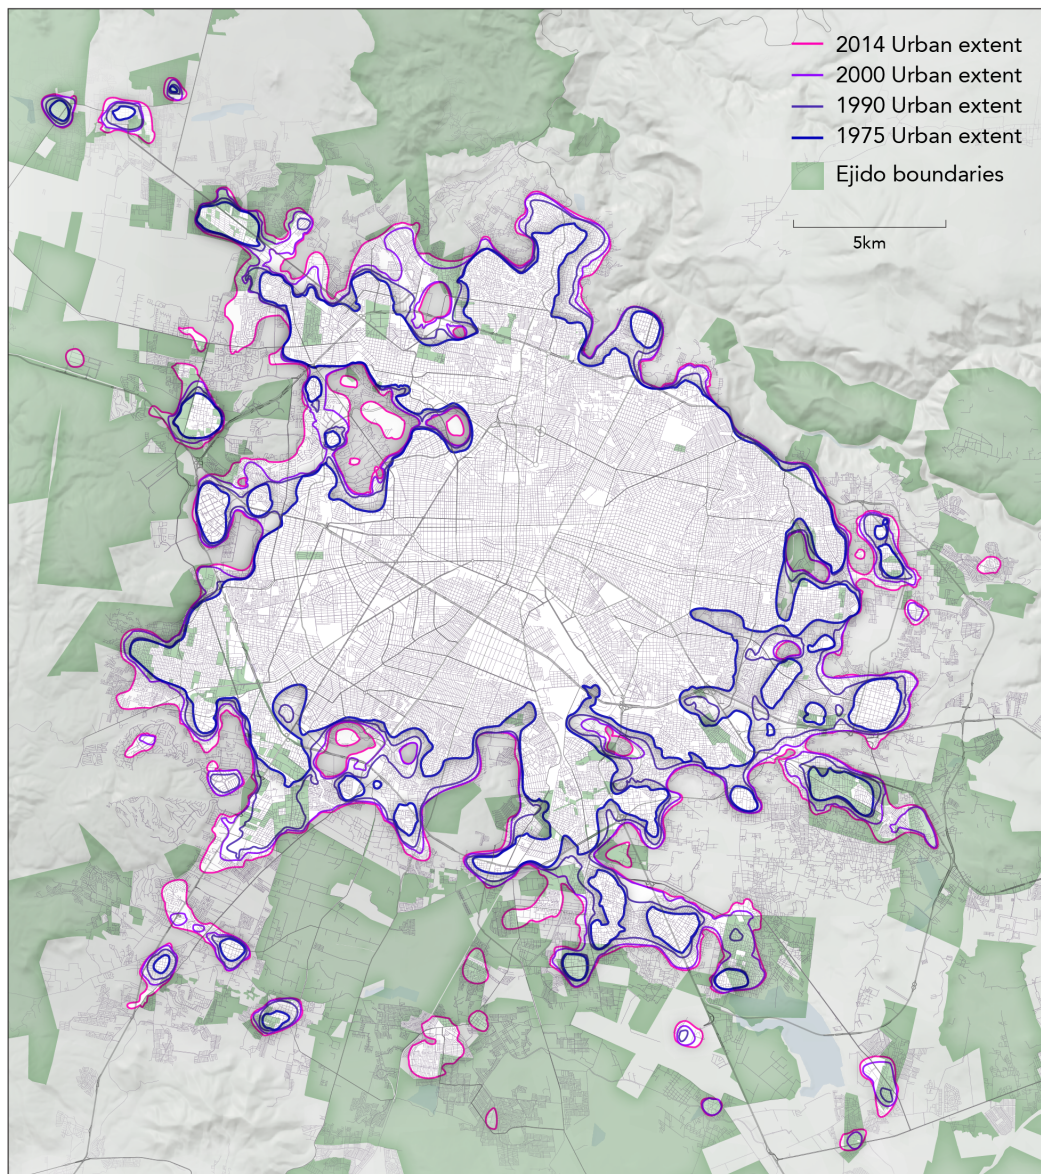 2014 Urban extent
2000 Urban extent
1990 Urban extent
1975 Urban extent
Ejido boundaries
5km